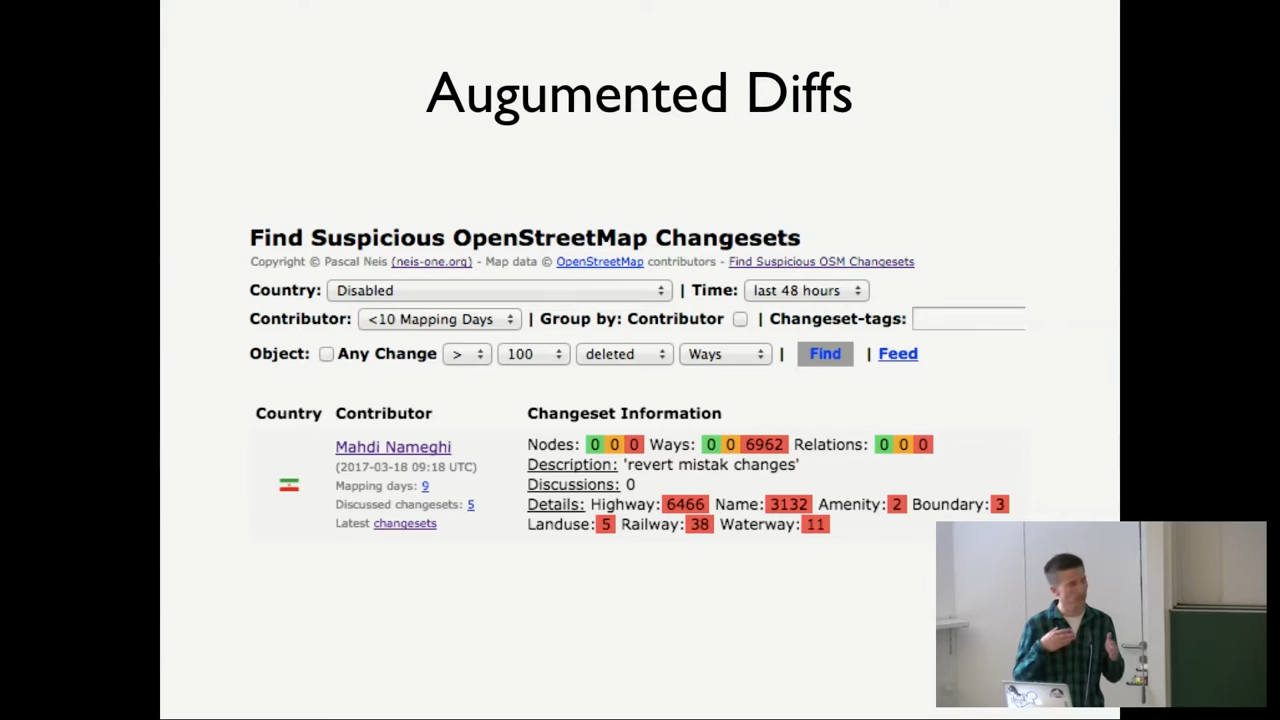 Augumented Diffs
Find Suspicious OpenStreetMap Changesets
Copyright © Pascal Neis (neis-one.org) - Map data © OpenStreetMap contributors - Find Suspicious OSM Changesets
Country: Disabled | Time: last 48 hours
Contributor: <10 Mapping Days | Group by: Contributor | Changeset-tags:
Object: Any Change > 100 deleted Ways | Find | Feed
Country Contributor Changeset Information
Mahdi Nameghi
(2017-03-18 09:18 UTC)
Mapping days: 9
Discussed changesets: 5
Latest changesets
Nodes: 0 0 0 Ways: 0 0 6962 Relations: 0 0 0
Description: 'revert mistak changes'
Discussions: 0
Details: Highway: 6466 Name: 3132 Amenity: 2 Boundary: 3
Landuse: 5 Railway: 38 Waterway: 11